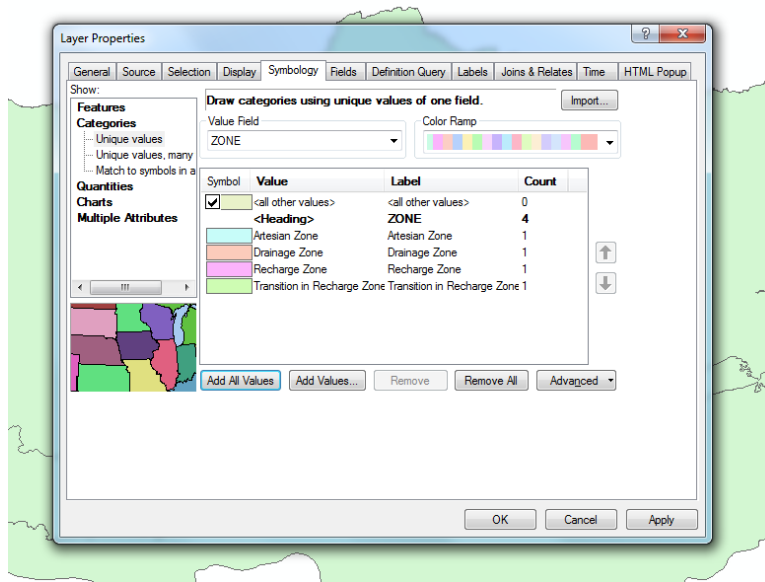 Layer Properties
General Source Selection Display Symbology Fields Definition Query Labels Joins & Relates Time HTML Popup
Show:
Features
Categories
Unique values
Unique values, many
Match to symbols in a
Quantities
Charts
Multiple Attributes
Draw categories using unique values of one field.
Import...
Value Field
ZONE
Color Ramp
Symbol Value Label Count
<all other values> <all other values> 0
<Heading> ZONE 4
Artesian Zone Artesian Zone 1
Drainage Zone Drainage Zone 1
Recharge Zone Recharge Zone 1
Transition in Recharge Zone Transition in Recharge Zone 1
Add All Values Add Values... Remove Remove All Advanced
OK Cancel Apply